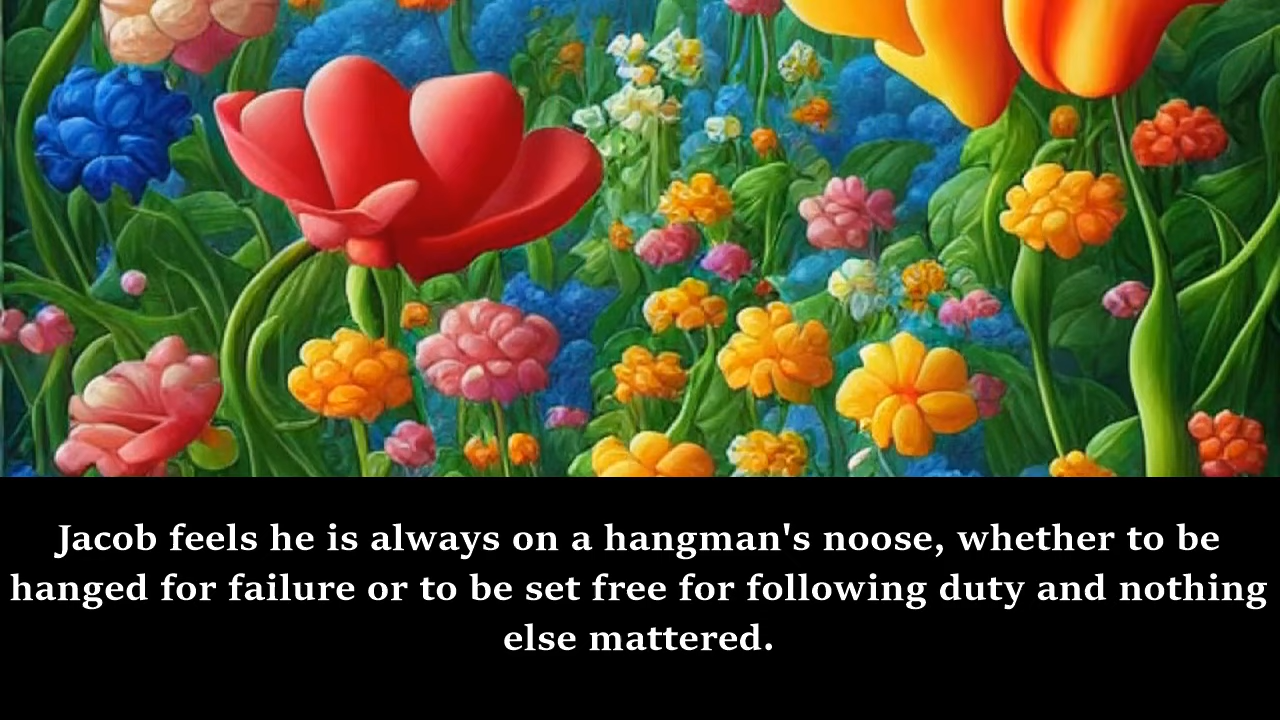 Jacob feels he is always on a hangman's noose, whether to be
hanged for failure or to be set free for following duty and nothing
else mattered.